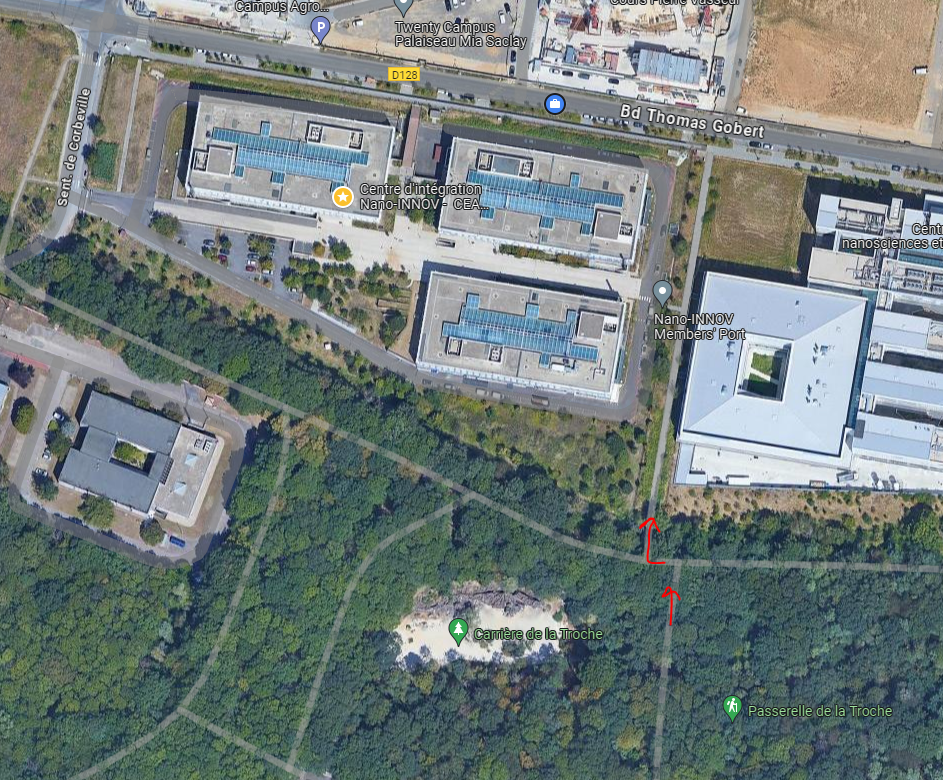 Campus Agro...
P
Twenty Campus
Palaiseau Mia Saclay
Cours Pierre Vasseur
D128
Bd Thomas Gobert
Sent. de Corbeville
Centre d'intégration
Nano-INNOV - CEA...
Cent
nanosciences et
Nano-INNOV
Members' Port
Carrière de la Troche
Passerelle de la Troche